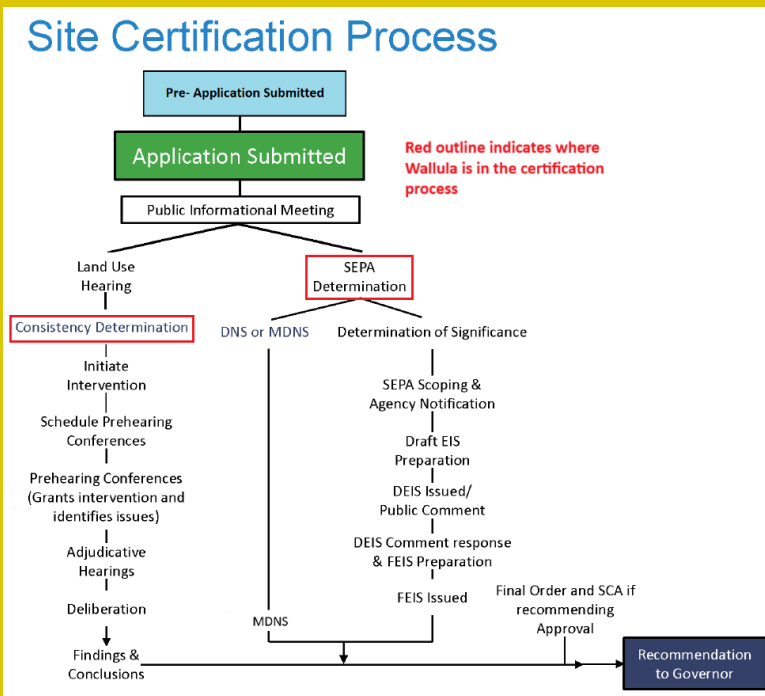 Site Certification Process
Pre- Application Submitted
Application Submitted
Red outline indicates where
Wallula is in the certification
process
Public Informational Meeting
Land Use
Hearing
SEPA
Determination
Consistency Determination
DNS or MDNS
Determination of Significance
Initiate
Intervention
SEPA Scoping &
Agency Notification
Schedule Prehearing
Conferences
Draft EIS
Preparation
Prehearing Conferences
(Grants intervention and
identifies issues)
DEIS Issued/
Public Comment
Adjudicative
Hearings
DEIS Comment response
& FEIS Preparation
Deliberation
FEIS Issued
Final Order and SCA if
recommending
Approval
MDNS
Findings &
Conclusions
Recommendation
to Governor